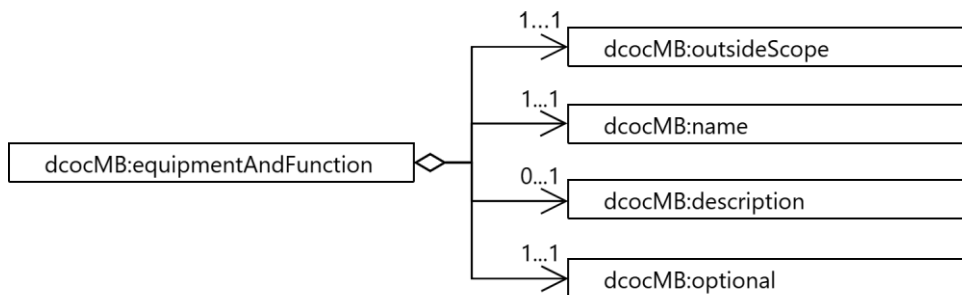 1...1
dcocMB:outsideScope
1...1
dcocMB:name
dcocMB:equipmentAndFunction
0...1
dcocMB:description
1...1
dcocMB:optional